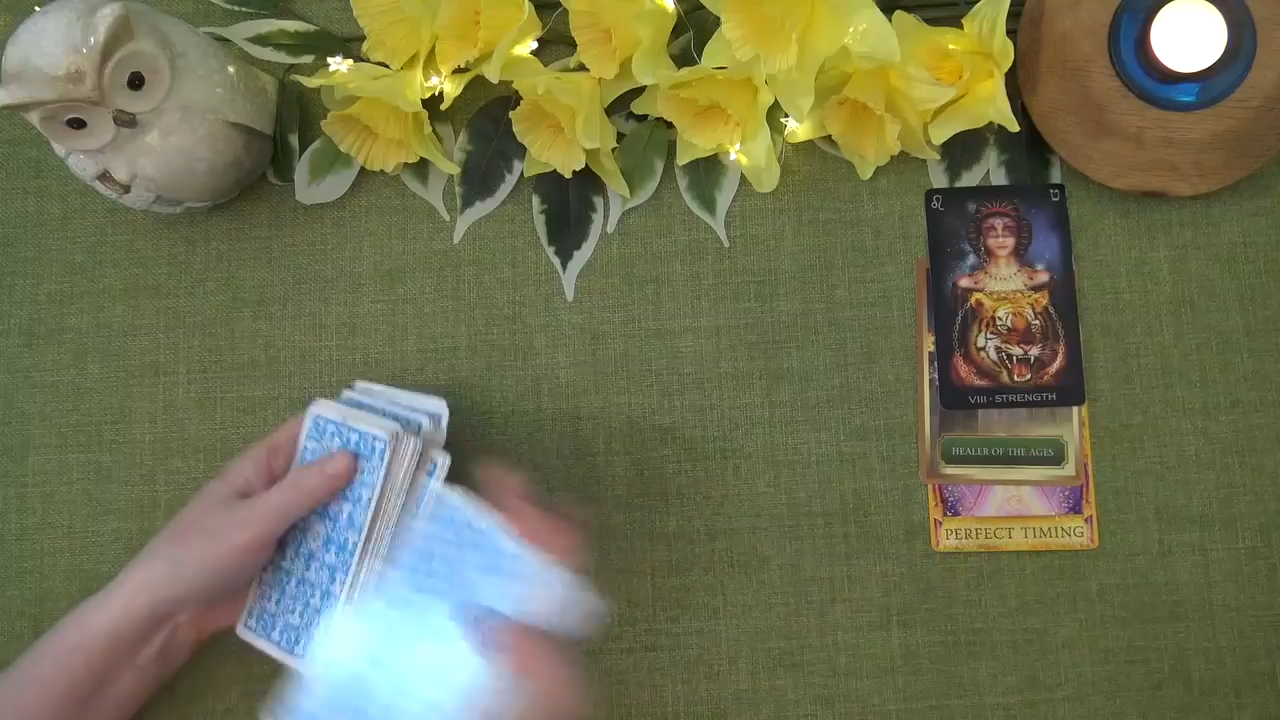 VIII · STRENGTH
HEALER OF THE AGES
PERFECT TIMING